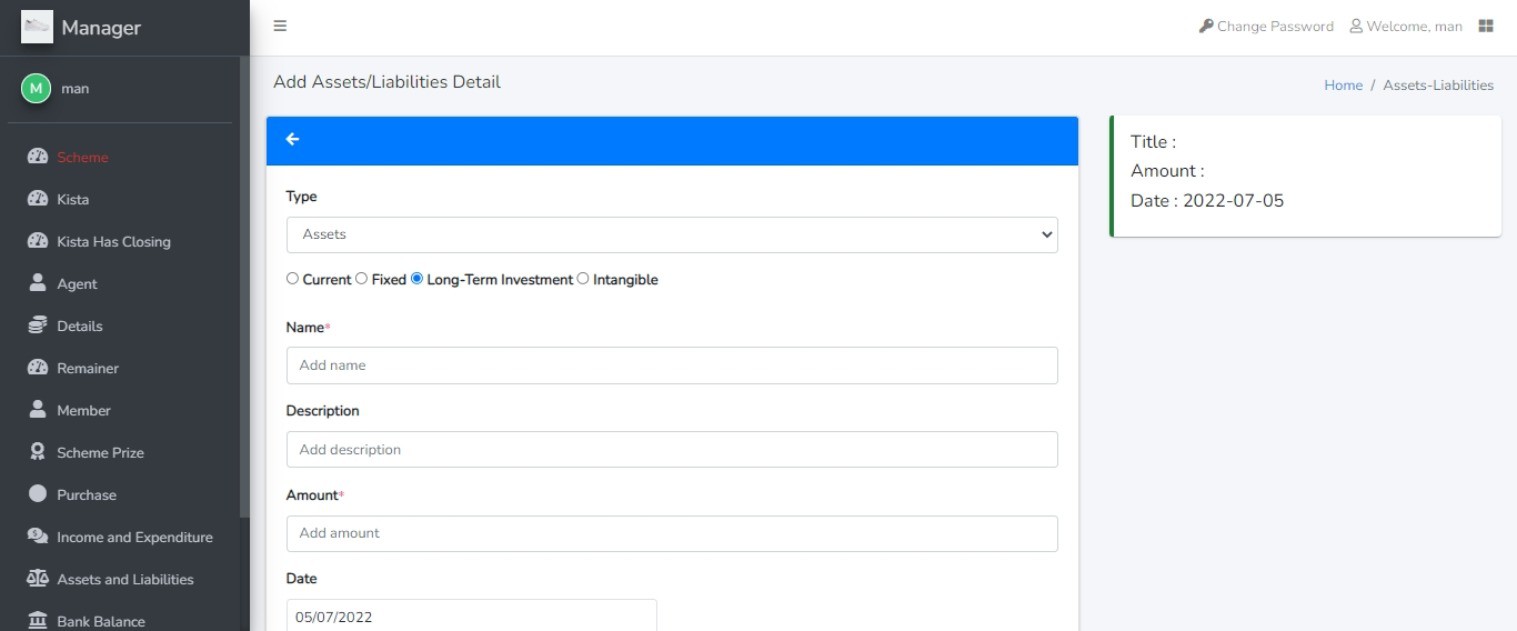 Manager
Change Password
Welcome, man
M
man
Scheme
Kista
Kista Has Closing
Agent
Details
Remainer
Member
Scheme Prize
Purchase
Income and Expenditure
Assets and Liabilities
Bank Balance
Add Assets/Liabilities Detail
Home / Assets-Liabilities
Type
Assets
Current Fixed Long-Term Investment Intangible
Name*
Add name
Description
Add description
Amount*
Add amount
Date
05/07/2022
Title :
Amount :
Date : 2022-07-05